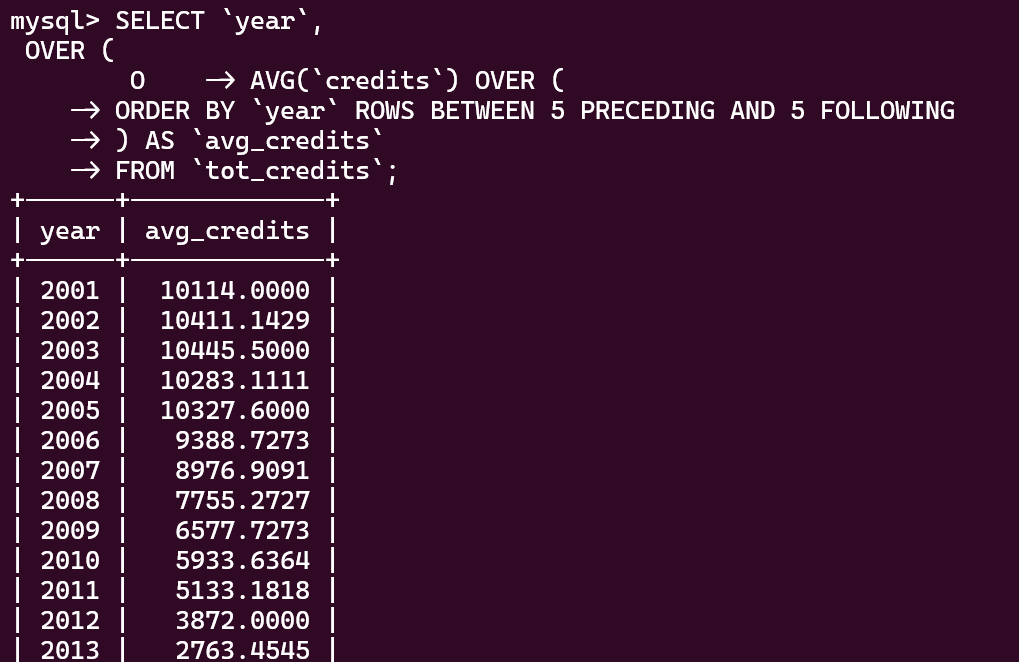 mysql> SELECT `year`,
 OVER (
        O    -> AVG(`credits`) OVER (
    -> ORDER BY `year` ROWS BETWEEN 5 PRECEDING AND 5 FOLLOWING
    -> ) AS `avg_credits`
    -> FROM `tot_credits`;
+------+-------------+
| year | avg_credits |
+------+-------------+
| 2001 |  10114.0000 |
| 2002 |  10411.1429 |
| 2003 |  10445.5000 |
| 2004 |  10283.1111 |
| 2005 |  10327.6000 |
| 2006 |   9388.7273 |
| 2007 |   8976.9091 |
| 2008 |   7755.2727 |
| 2009 |   6577.7273 |
| 2010 |   5933.6364 |
| 2011 |   5133.1818 |
| 2012 |   3872.0000 |
| 2013 |   2763.4545 |